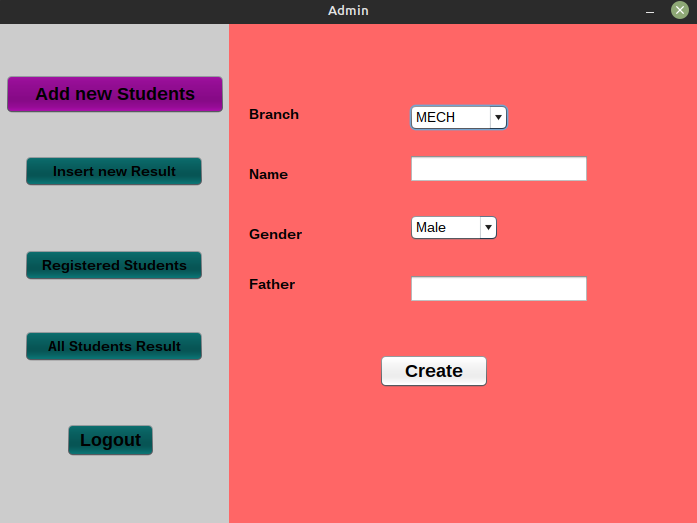 Admin
Add new Students
Insert new Result
Registered Students
All Students Result
Logout
Branch
MECH
Name
Gender
Male
Father
Create